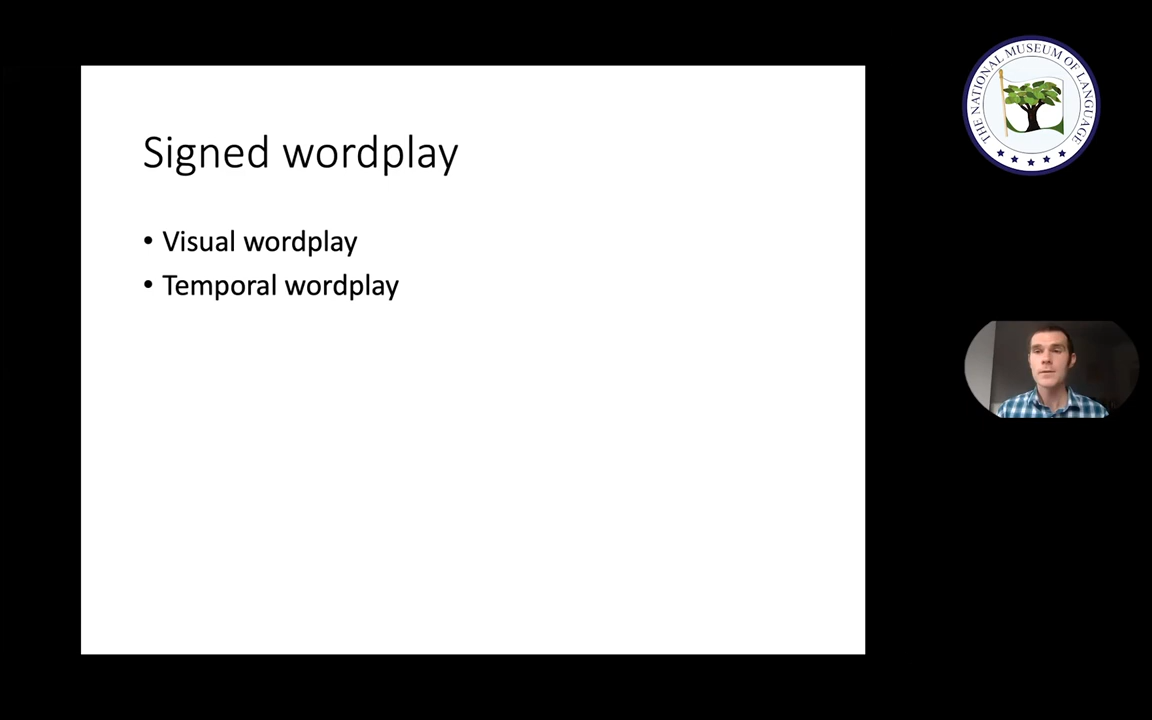 THE NATIONAL MUSEUM OF LANGUAGE
Signed wordplay
• Visual wordplay
• Temporal wordplay